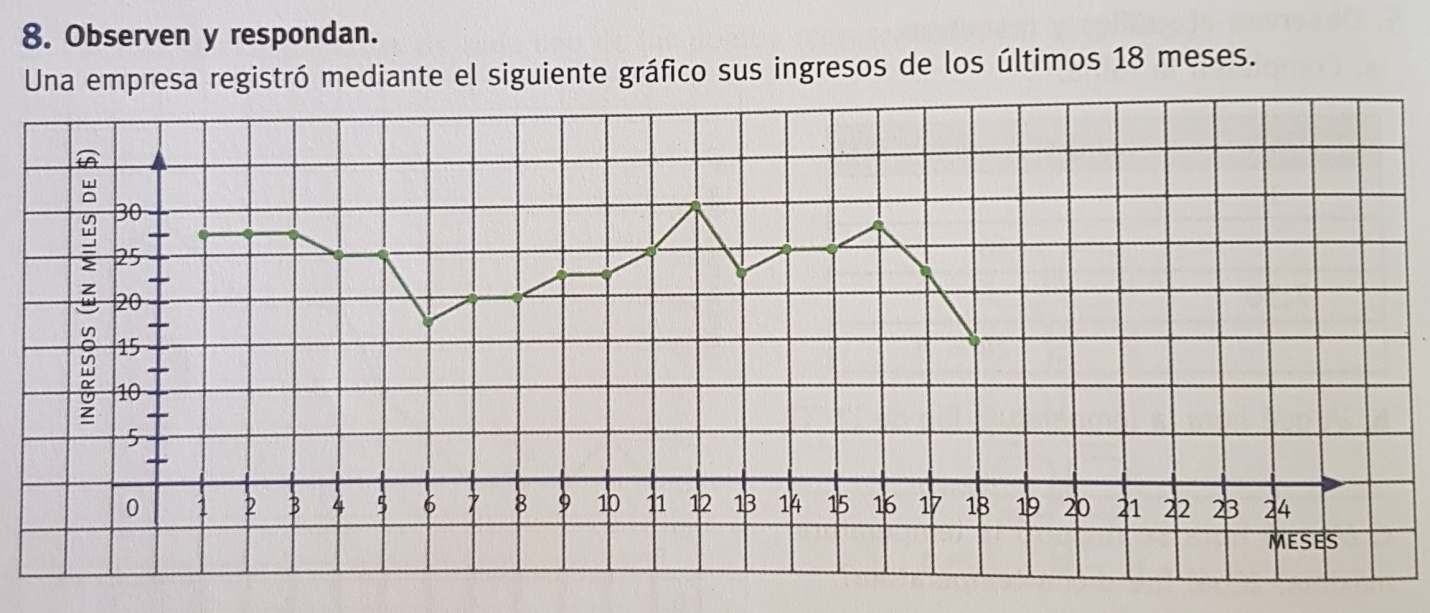 8. Observen y respondan.
Una empresa registró mediante el siguiente gráfico sus ingresos de los últimos 18 meses.
INGRESOS (EN MILES DE $)
30
25
20
15
10
5
0 1 2 3 4 5 6 7 8 9 10 11 12 13 14 15 16 17 18 19 20 21 22 23 24
MESES